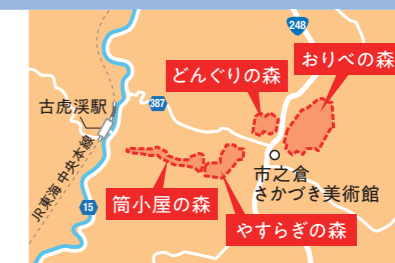 248
おりべの森
どんぐりの森
古虎渓駅
387
JR東海 中央本線
市之倉
さかづき美術館
15
筒小屋の森
やすらぎの森